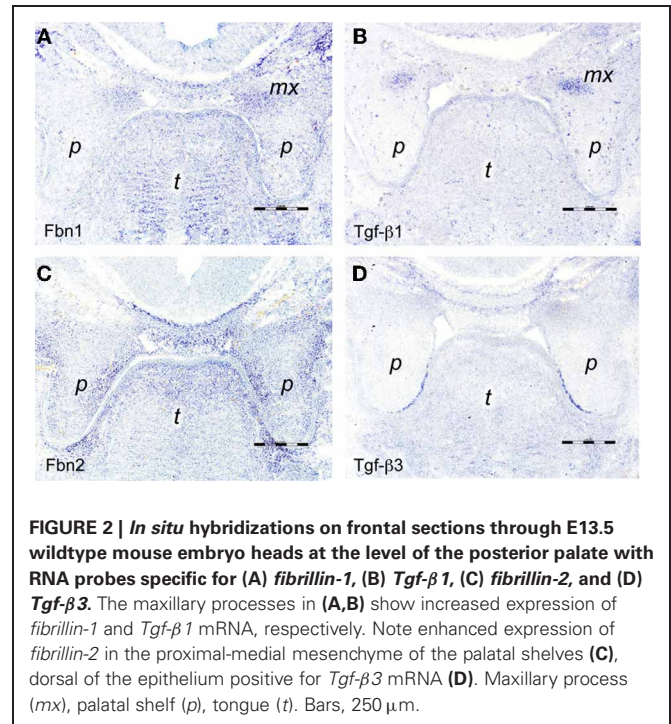 A
mx
p
p
t
Fbn1
B
mx
p
p
t
Tgf-β1
C
p
p
t
Fbn2
D
p
p
t
Tgf-β3
FIGURE 2 | In situ hybridizations on frontal sections through E13.5
wildtype mouse embryo heads at the level of the posterior palate with
RNA probes specific for (A) fibrillin-1, (B) Tgf-β1, (C) fibrillin-2, and (D)
Tgf-β3. The maxillary processes in (A,B) show increased expression of
fibrillin-1 and Tgf-β1 mRNA, respectively. Note enhanced expression of
fibrillin-2 in the proximal-medial mesenchyme of the palatal shelves (C),
dorsal of the epithelium positive for Tgf-β3 mRNA (D). Maxillary process
(mx), palatal shelf (p), tongue (t). Bars, 250 μm.